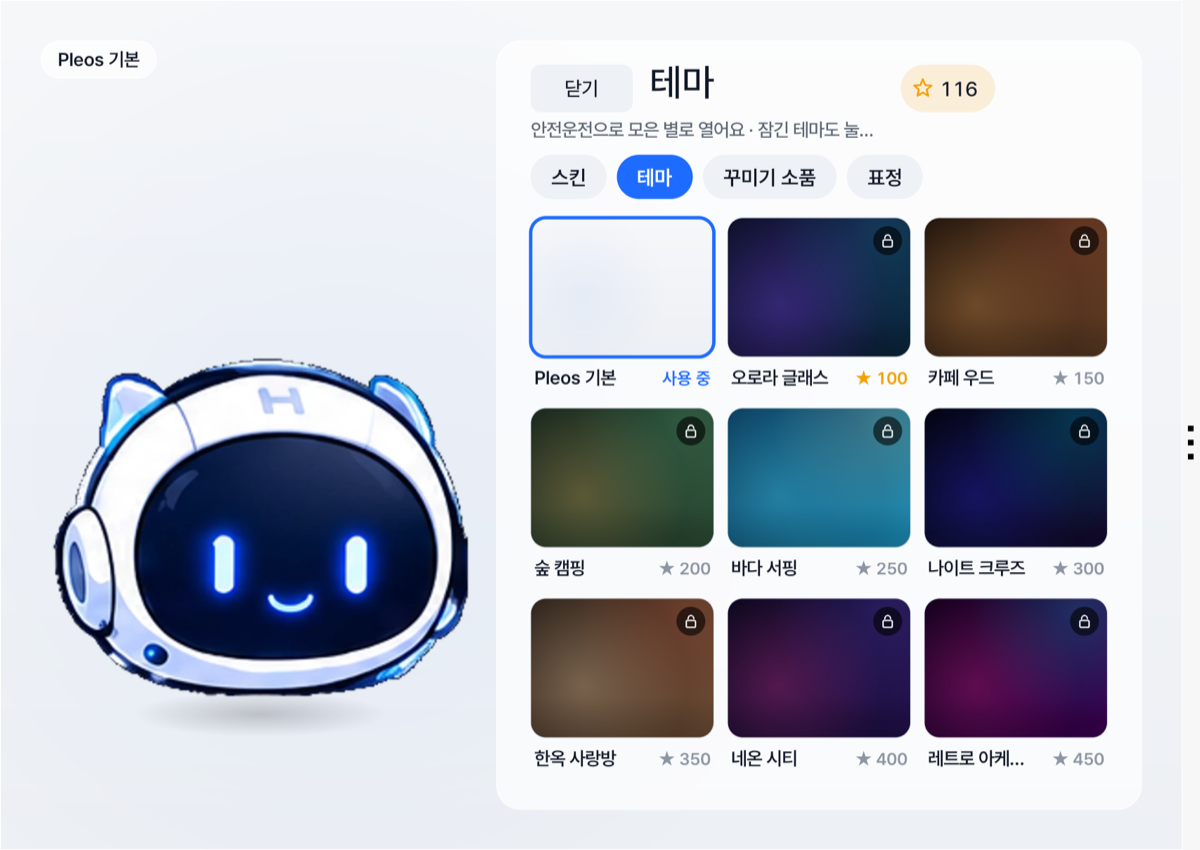 Pleos 기본
닫기
테마
116
안전운전으로 모은 별로 열어요 · 잠긴 테마도 눌...
스킨
테마
꾸미기 소품
표정
Pleos 기본 사용 중
오로라 글래스 ★ 100
카페 우드 ★ 150
숲 캠핑 ★ 200
바다 서핑 ★ 250
나이트 크루즈 ★ 300
한옥 사랑방 ★ 350
네온 시티 ★ 400
레트로 아케... ★ 450
H